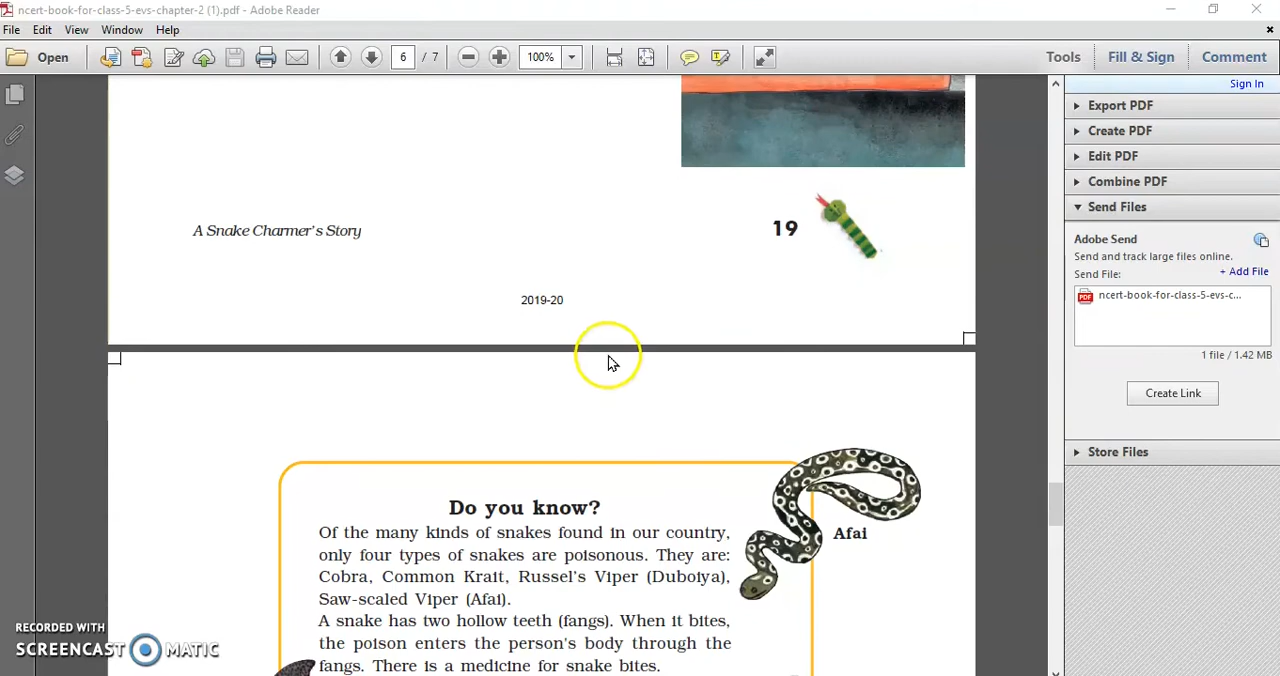 ncert-book-for-class-5-evs-chapter-2 (1).pdf - Adobe Reader
File Edit View Window Help
Open 6 / 7 100% Tools Fill & Sign Comment
Sign In
Export PDF
Create PDF
Edit PDF
Combine PDF
Send Files
Adobe Send
Send and track large files online.
Send File: + Add File
PDF ncert-book-for-class-5-evs-c...
1 file / 1.42 MB
Create Link
Store Files
A Snake Charmer's Story 19
2019-20
Do you know?
Of the many kinds of snakes found in our country,
only four types of snakes are poisonous. They are:
Cobra, Common Krait, Russel's Viper (Duboiya),
Saw-scaled Viper (Afai).
A snake has two hollow teeth (fangs). When it bites,
the poison enters the person's body through the
fangs. There is a medicine for snake bites.
Afai
RECORDED WITH
SCREENCAST MATIC